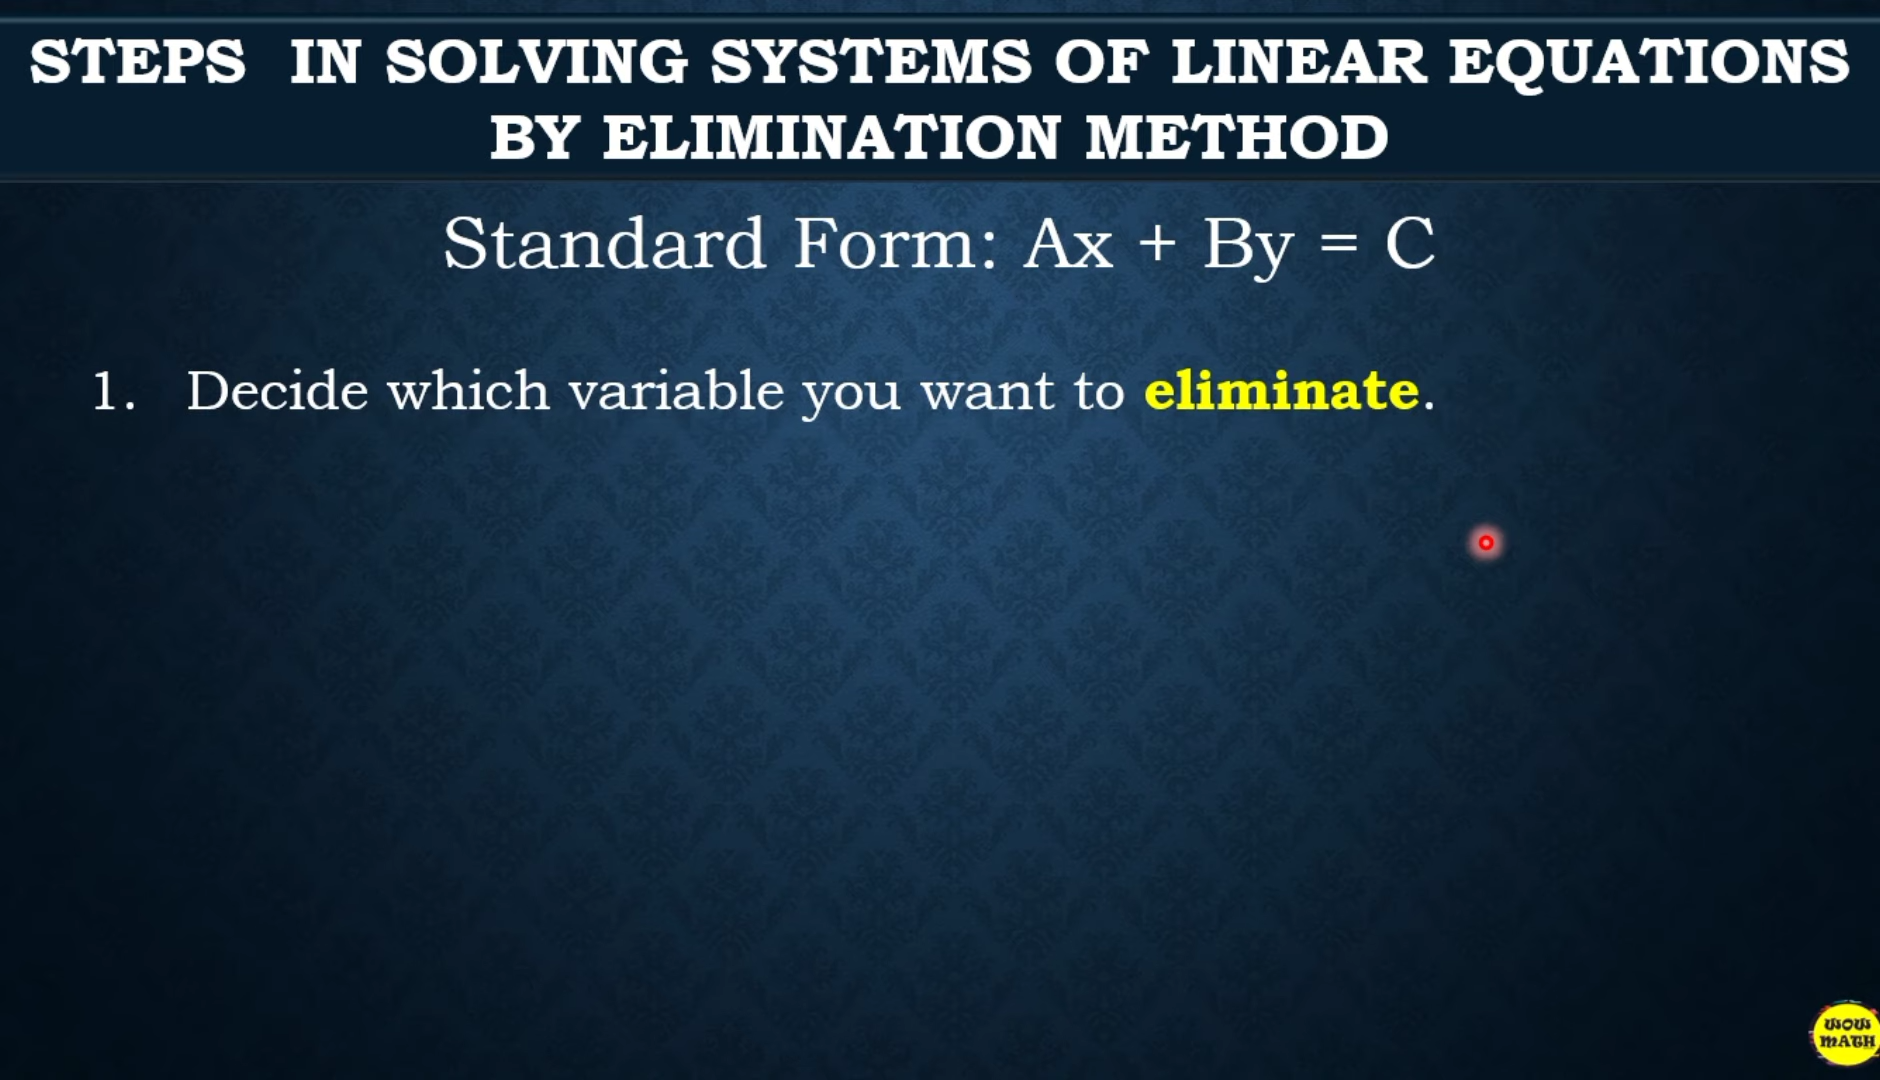 STEPS IN SOLVING SYSTEMS OF LINEAR EQUATIONS
BY ELIMINATION METHOD
Standard Form: Ax + By = C
1. Decide which variable you want to eliminate.
WOW
MATH